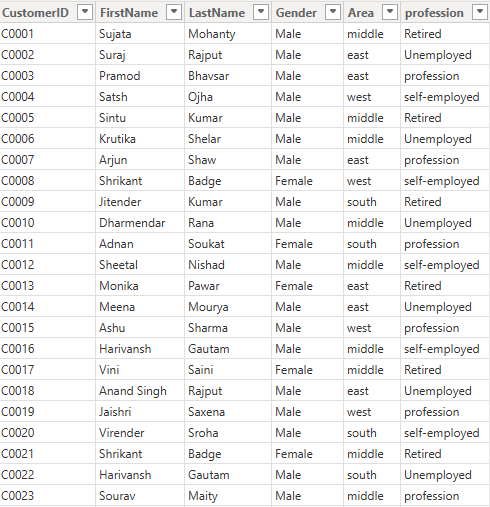 CustomerID FirstName LastName Gender Area profession
C0001 Sujata Mohanty Male middle Retired
C0002 Suraj Rajput Male east Unemployed
C0003 Pramod Bhavsar Male east profession
C0004 Satsh Ojha Male west self-employed
C0005 Sintu Kumar Male middle Retired
C0006 Krutika Shelar Male middle Unemployed
C0007 Arjun Shaw Male east profession
C0008 Shrikant Badge Female west self-employed
C0009 Jitender Kumar Male south Retired
C0010 Dharmendar Rana Male middle Unemployed
C0011 Adnan Soukat Female south profession
C0012 Sheetal Nishad Male middle self-employed
C0013 Monika Pawar Female east Retired
C0014 Meena Mourya Male east Unemployed
C0015 Ashu Sharma Male west profession
C0016 Harivansh Gautam Male middle self-employed
C0017 Vini Saini Female middle Retired
C0018 Anand Singh Rajput Male east Unemployed
C0019 Jaishri Saxena Male west profession
C0020 Virender Sroha Male south self-employed
C0021 Shrikant Badge Female middle Retired
C0022 Harivansh Gautam Male south Unemployed
C0023 Sourav Maity Male middle profession